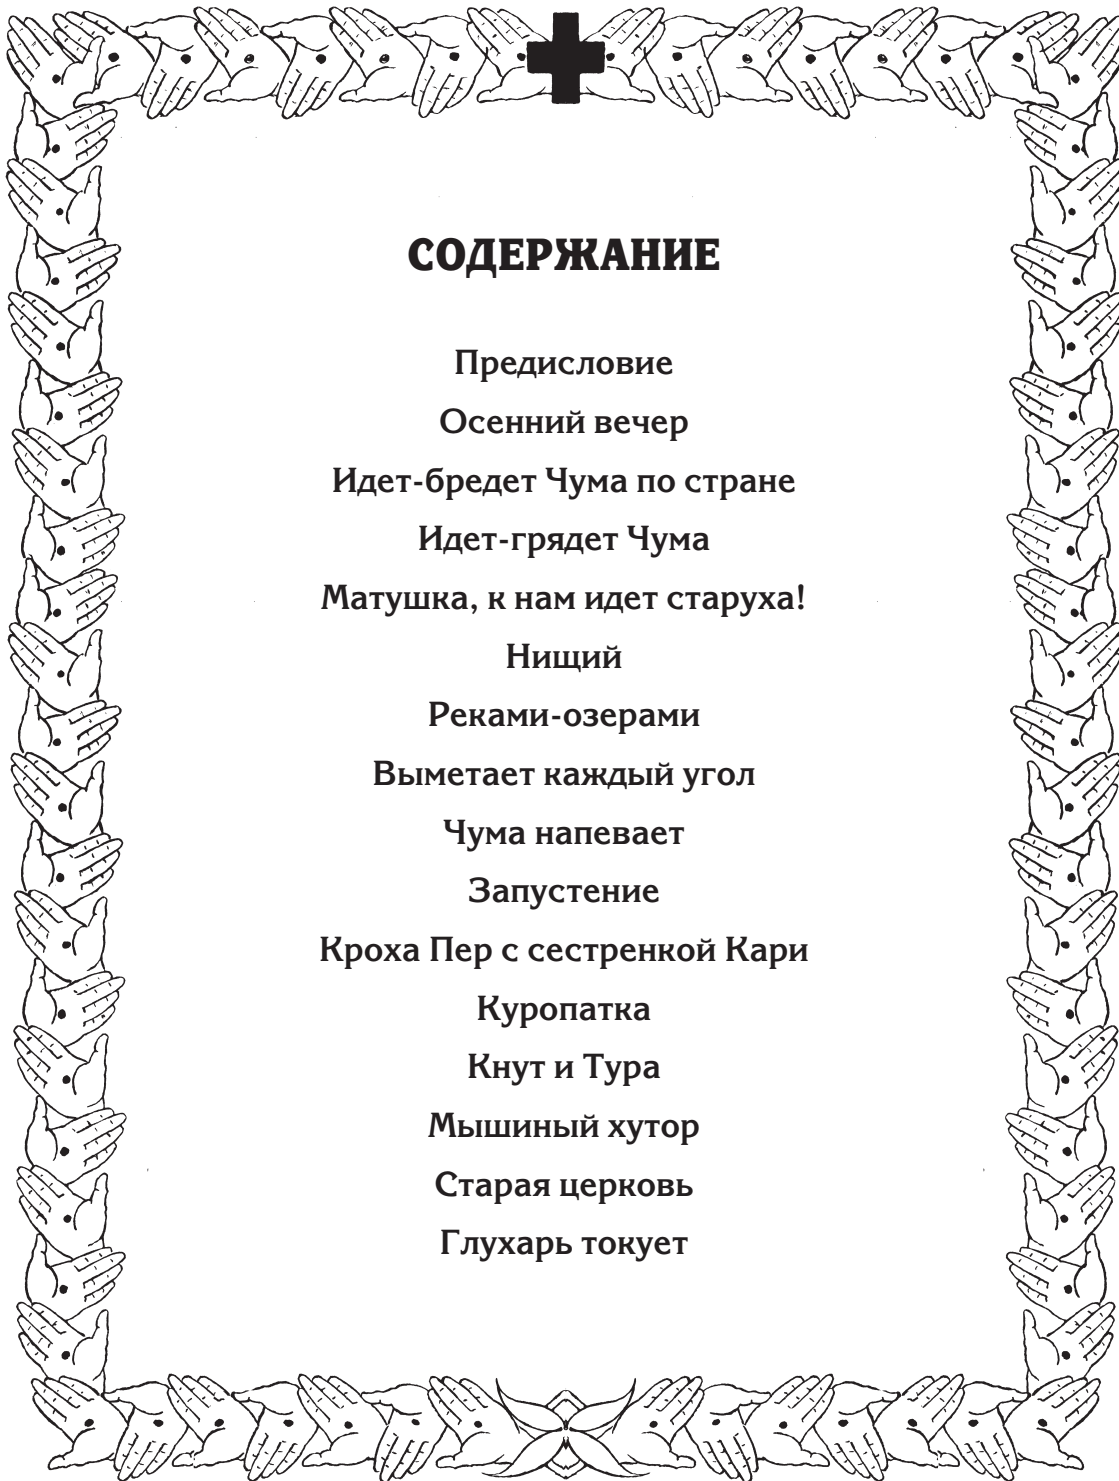 СОДЕРЖАНИЕ
Предисловие
Осенний вечер
Идет-бредет Чума по стране
Идет-грядет Чума
Матушка, к нам идет старуха!
Нищий
Реками-озерами
Выметает каждый угол
Чума напевает
Запустение
Кроха Пер с сестренкой Кари
Куропатка
Кнут и Тура
Мышиный хутор
Старая церковь
Глухарь токует